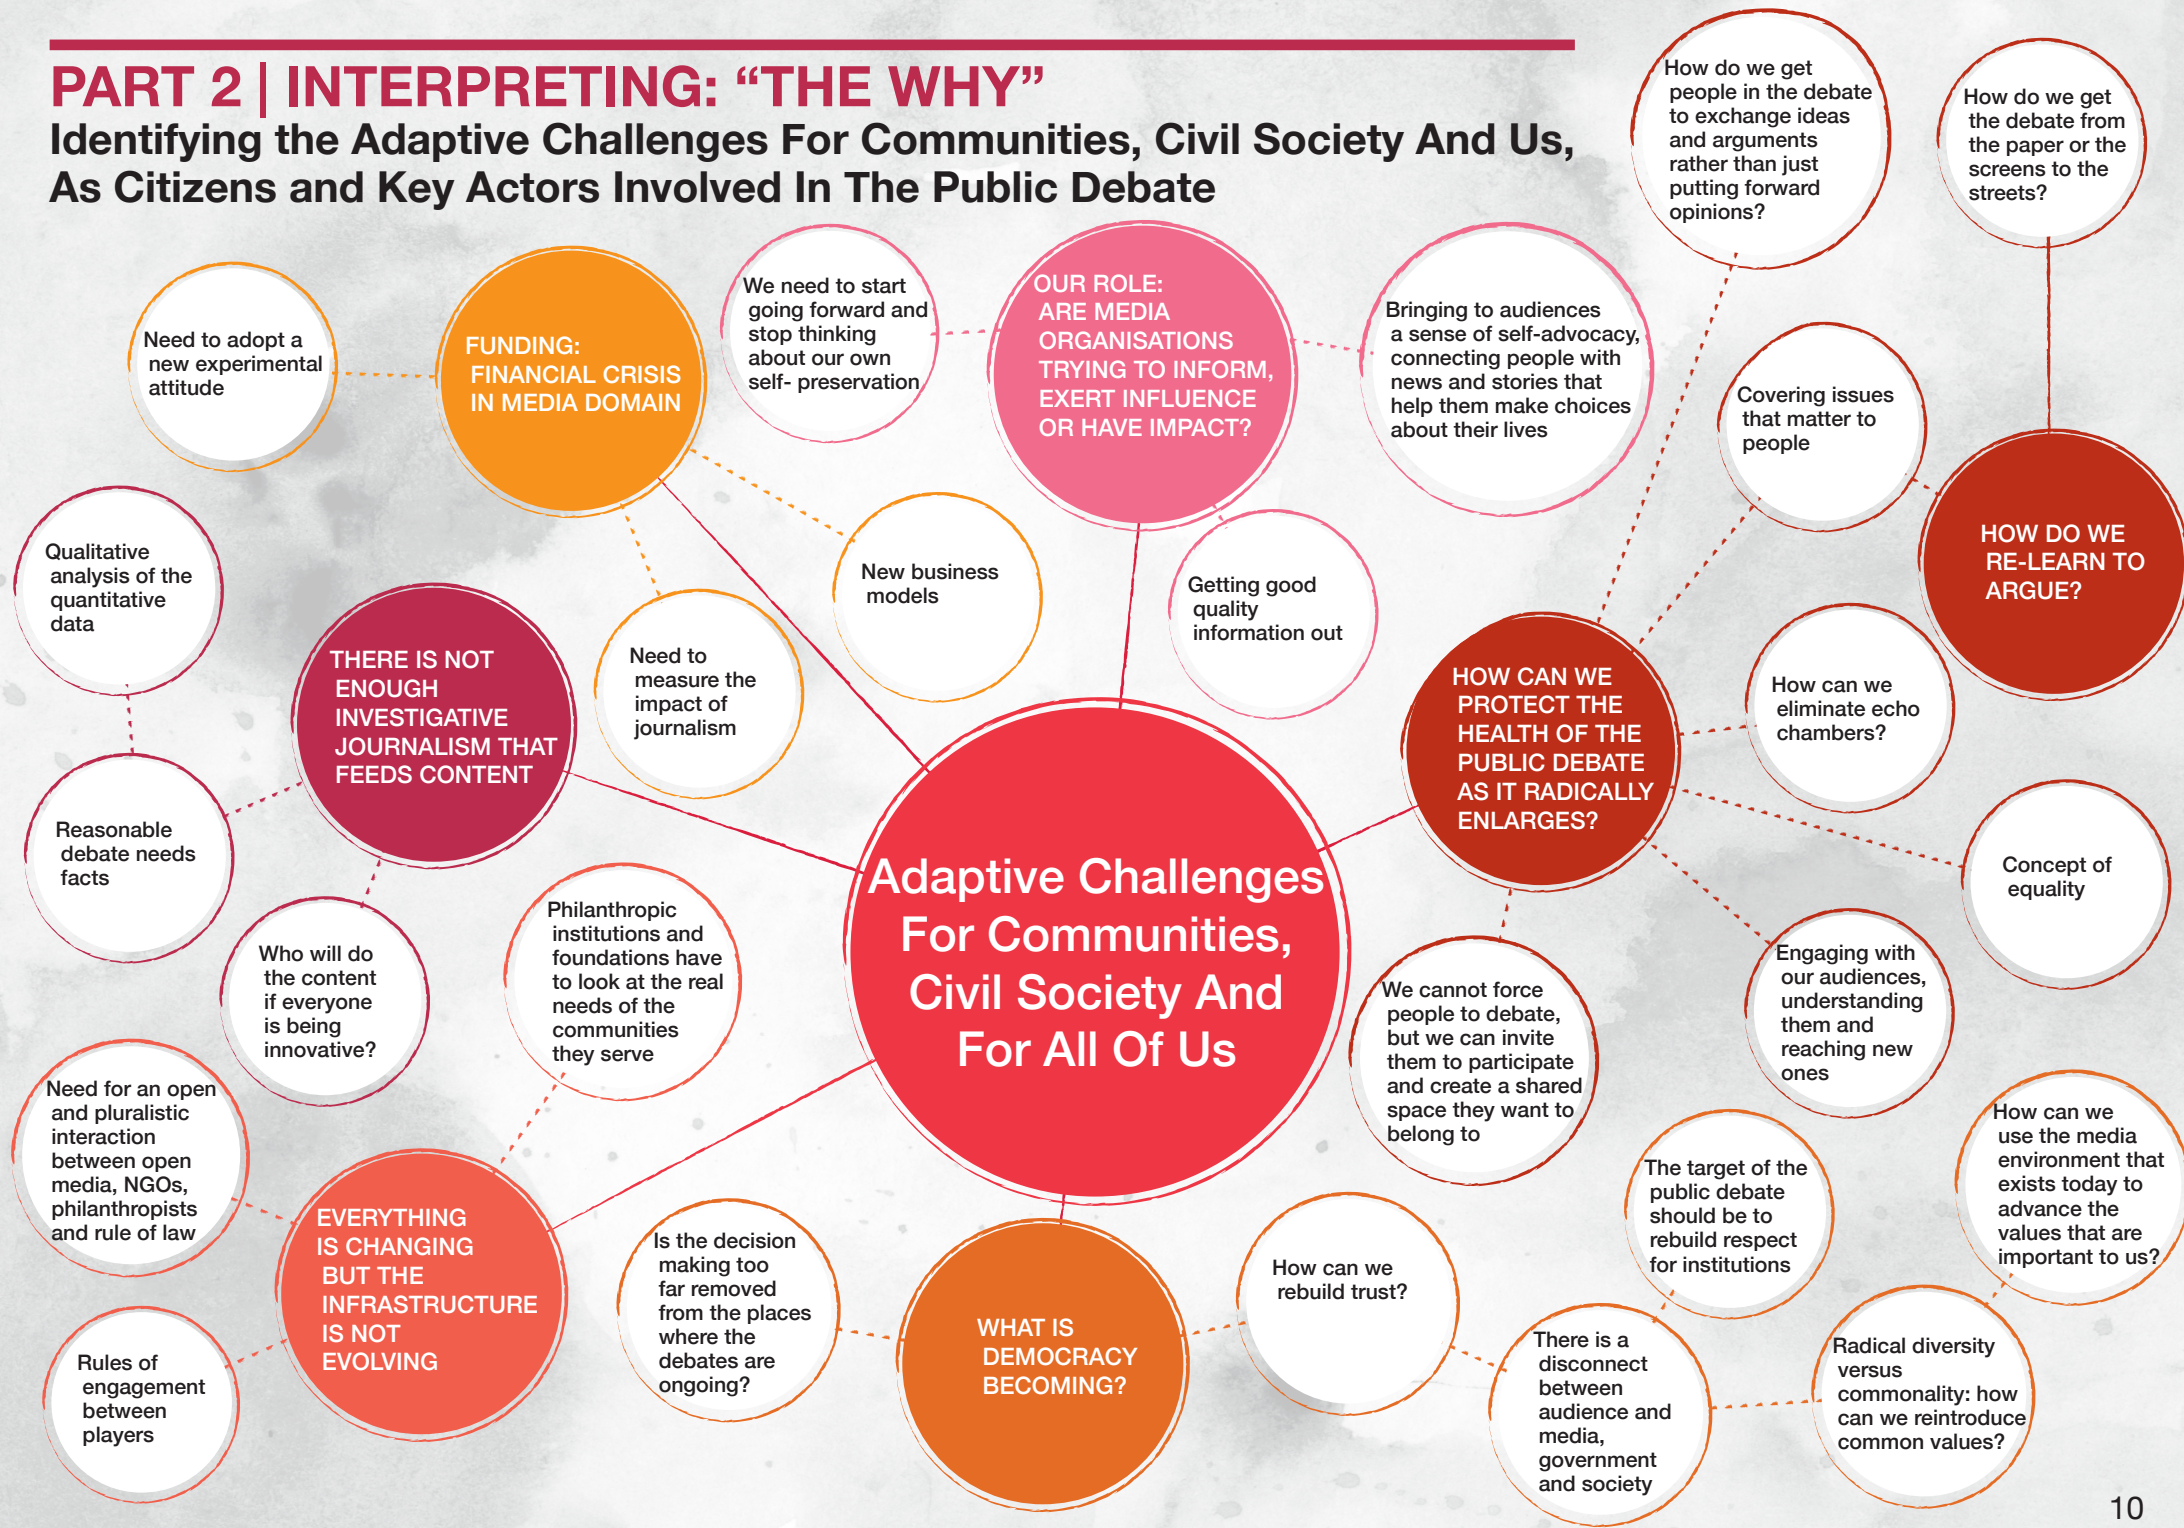 PART 2 | INTERPRETING: “THE WHY”
Identifying the Adaptive Challenges For Communities, Civil Society And Us,
As Citizens and Key Actors Involved In The Public Debate
How do we get
people in the debate
to exchange ideas
and arguments
rather than just
putting forward
opinions?
How do we get
the debate from
the paper or the
screens to the
streets?
Need to adopt a
new experimental
attitude
FUNDING:
FINANCIAL CRISIS
IN MEDIA DOMAIN
We need to start
going forward and
stop thinking
about our own
self- preservation
OUR ROLE:
ARE MEDIA
ORGANISATIONS
TRYING TO INFORM,
EXERT INFLUENCE
OR HAVE IMPACT?
Bringing to audiences
a sense of self-advocacy,
connecting people with
news and stories that
help them make choices
about their lives
Covering issues
that matter to
people
HOW DO WE
RE-LEARN TO
ARGUE?
Qualitative
analysis of the
quantitative
data
THERE IS NOT
ENOUGH
INVESTIGATIVE
JOURNALISM THAT
FEEDS CONTENT
Need to
measure the
impact of
journalism
New business
models
Getting good
quality
information out
HOW CAN WE
PROTECT THE
HEALTH OF THE
PUBLIC DEBATE
AS IT RADICALLY
ENLARGES?
How can we
eliminate echo
chambers?
Reasonable
debate needs
facts
Concept of
equality
Adaptive Challenges
For Communities,
Civil Society And
For All Of Us
Who will do
the content
if everyone
is being
innovative?
Philanthropic
institutions and
foundations have
to look at the real
needs of the
communities
they serve
We cannot force
people to debate,
but we can invite
them to participate
and create a shared
space they want to
belong to
Engaging with
our audiences,
understanding
them and
reaching new
ones
Need for an open
and pluralistic
interaction
between open
media, NGOs,
philanthropists
and rule of law
EVERYTHING
IS CHANGING
BUT THE
INFRASTRUCTURE
IS NOT
EVOLVING
Is the decision
making too
far removed
from the places
where the
debates are
ongoing?
WHAT IS
DEMOCRACY
BECOMING?
How can we
rebuild trust?
The target of the
public debate
should be to
rebuild respect
for institutions
How can we
use the media
environment that
exists today to
advance the
values that are
important to us?
Rules of
engagement
between
players
There is a
disconnect
between
audience and
media,
government
and society
Radical diversity
versus
commonality: how
can we reintroduce
common values?
10